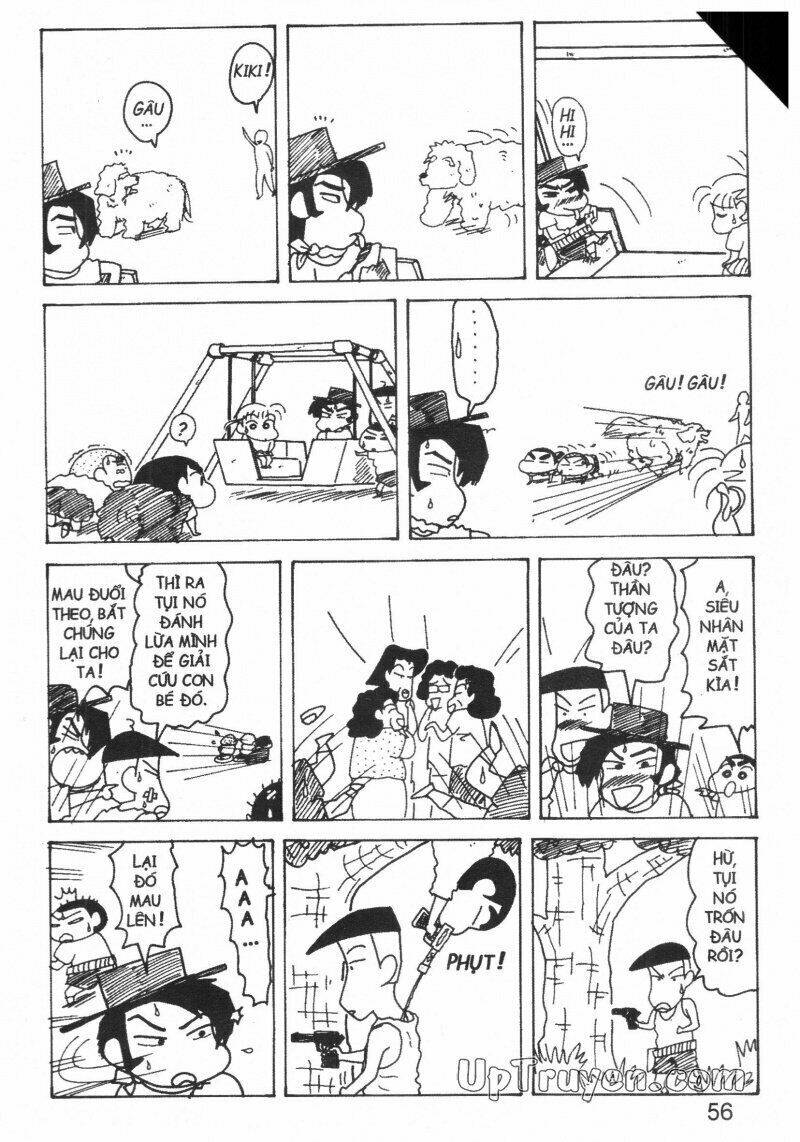 HI
HI
...
KIKI!
GÂU
...
GÂU! GÂU!
........
?
A,
SIÊU
NHÂN
MẶT
SẮT
KÌA!
ĐÂU?
THẦN
TƯỢNG
CỦA TA
ĐÂU?
THÌ RA
TỤI NÓ
ĐÁNH
LỪA MÌNH
ĐỂ GIẢI
CỨU CON
BÉ ĐÓ.
MAU ĐUỔI
THEO, BẮT
CHÚNG
LẠI CHO
TA!
HỪ,
TỤI
NÓ
TRỐN
ĐÂU
RỒI?
PHỤT!
A
A
A
...
LẠI
ĐÓ
MAU
LÊN!
UpTruyen.com
56